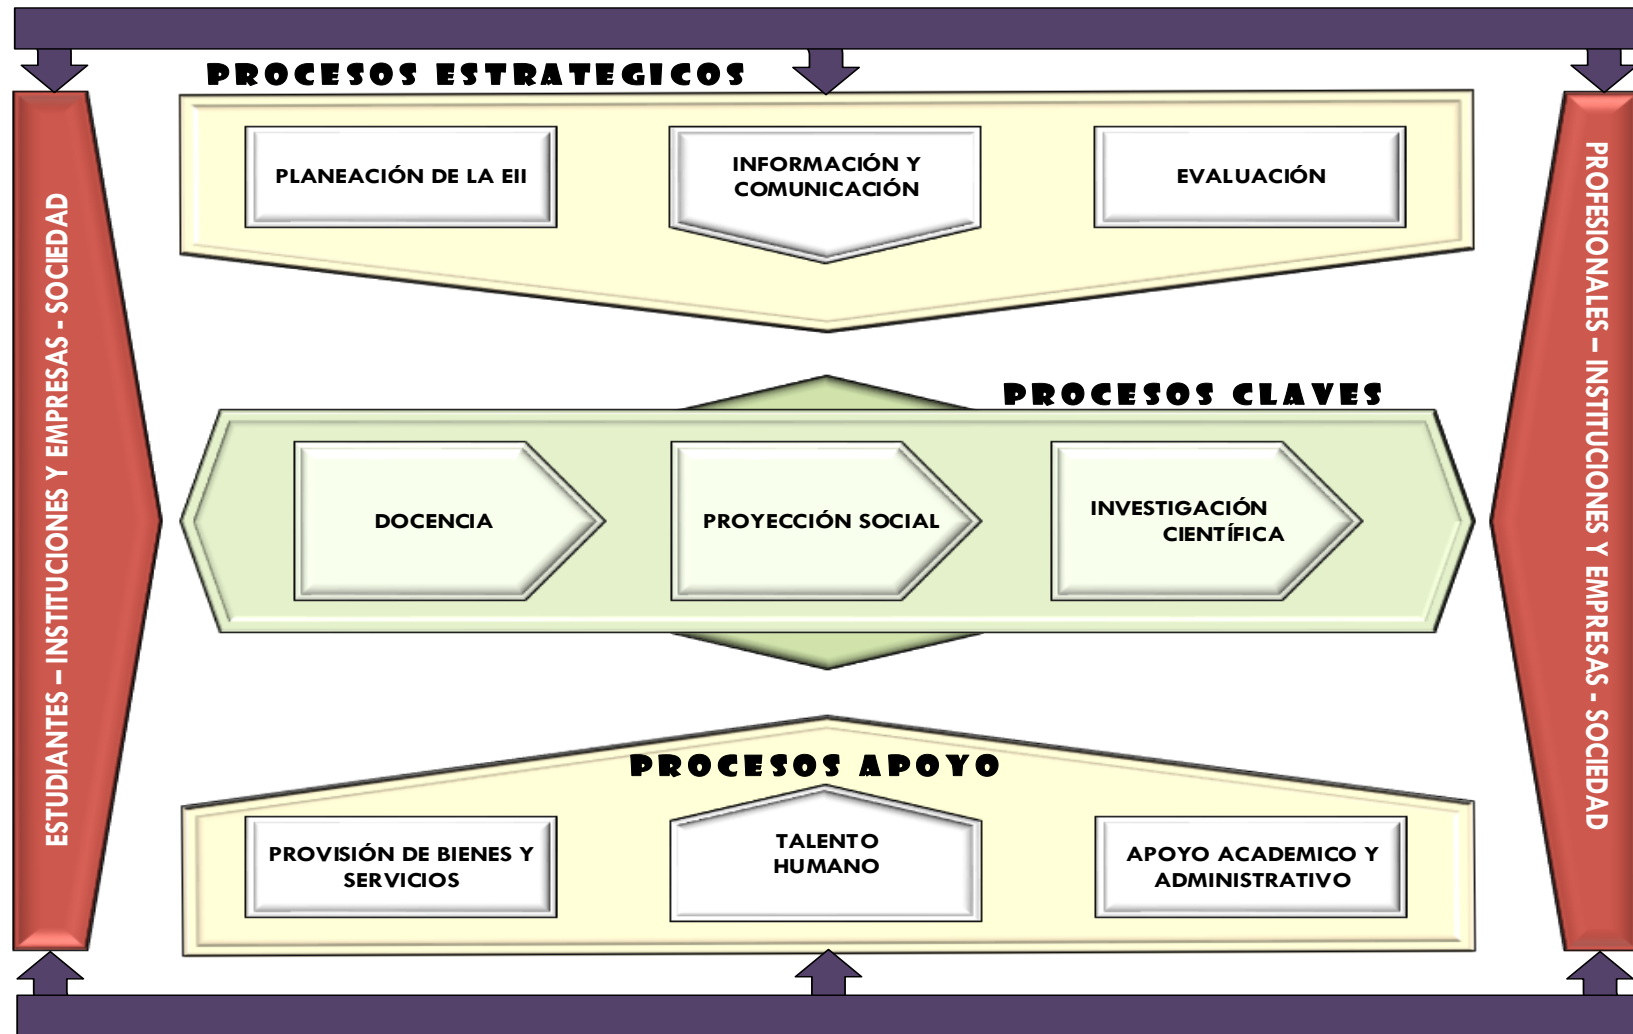 PROCESOS ESTRATEGICOS
PLANEACIÓN DE LA EII
INFORMACIÓN Y
COMUNICACIÓN
EVALUACIÓN
ESTUDIANTES – INSTITUCIONES Y EMPRESAS - SOCIEDAD
PROFESIONALES – INSTITUCIONES Y EMPRESAS - SOCIEDAD
PROCESOS CLAVES
DOCENCIA
PROYECCIÓN SOCIAL
INVESTIGACIÓN
CIENTÍFICA
PROCESOS APOYO
PROVISIÓN DE BIENES Y
SERVICIOS
TALENTO
HUMANO
APOYO ACADEMICO Y
ADMINISTRATIVO